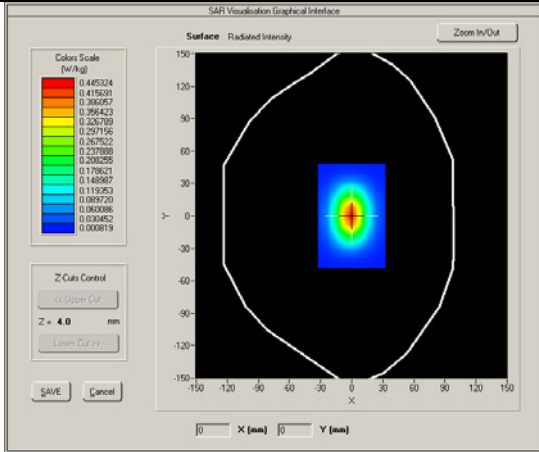 SAR Visualisation Graphical Interface
Surface Radiated Intensity
Zoom In/Out
Colors Scale
(W/kg)
0.445324
0.415691
0.386057
0.356423
0.326789
0.297156
0.267522
0.237888
0.208255
0.178621
0.148987
0.119353
0.089720
0.060086
0.030452
0.000819
Z-Cuts Control
<< Upper Cut
Z = 4.0 mm
Lower Cut >>
SAVE Cancel
150
120
90
60
30
0
-30
-60
-90
-120
-150
Y
-150 -120 -90 -60 -30 0 30 60 90 120 150
X
0 X (mm) 0 Y (mm)